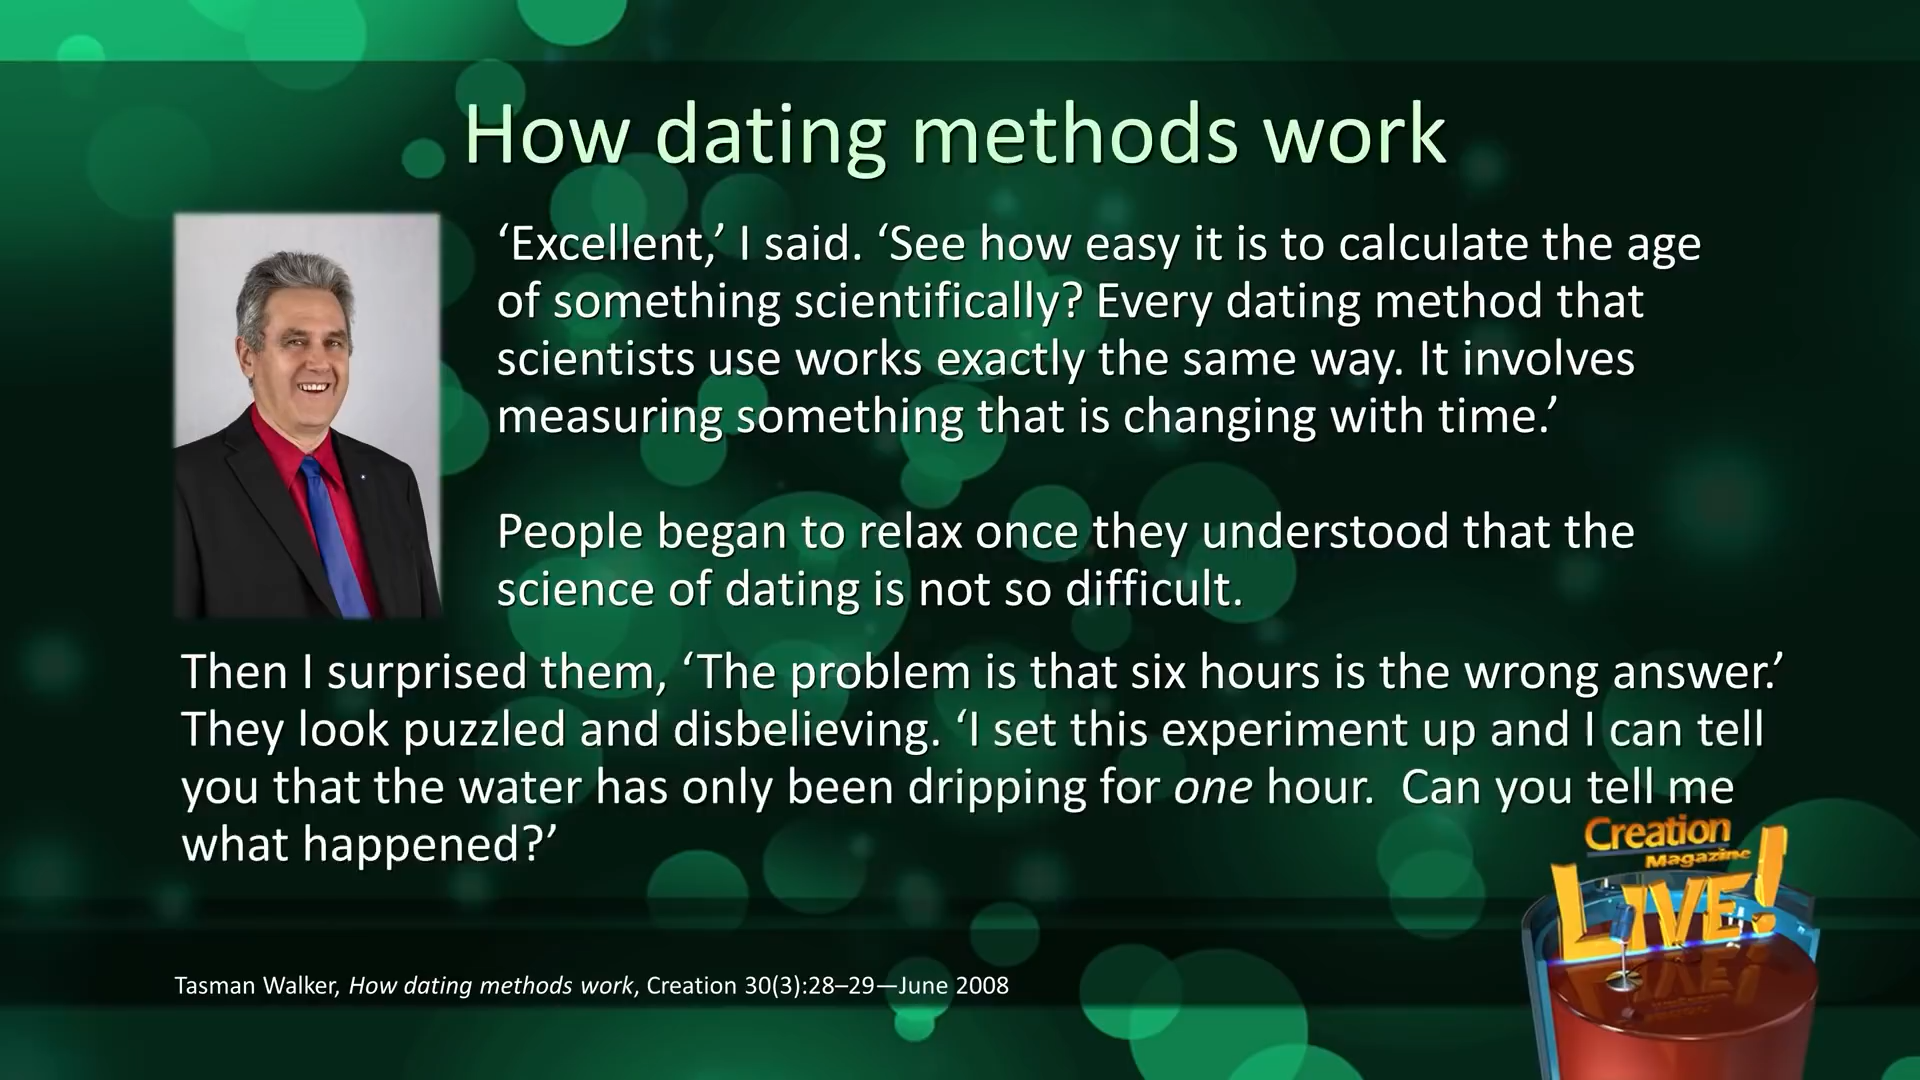 How dating methods work
‘Excellent,’ I said. ‘See how easy it is to calculate the age
of something scientifically? Every dating method that
scientists use works exactly the same way. It involves
measuring something that is changing with time.’
People began to relax once they understood that the
science of dating is not so difficult.
Then I surprised them, ‘The problem is that six hours is the wrong answer.’
They look puzzled and disbelieving. ‘I set this experiment up and I can tell
you that the water has only been dripping for one hour.  Can you tell me
what happened?’
Creation
Magazine
LIVE!
Tasman Walker, How dating methods work, Creation 30(3):28–29—June 2008